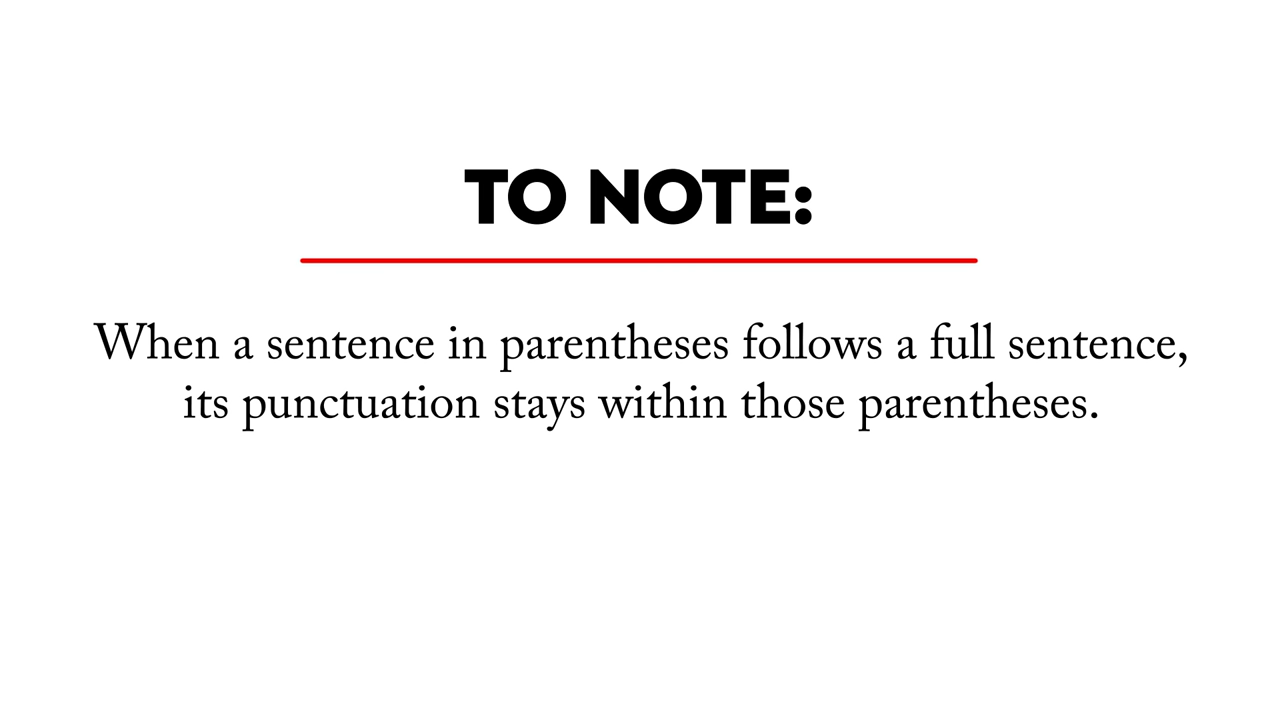 TO NOTE:
When a sentence in parentheses follows a full sentence,
its punctuation stays within those parentheses.